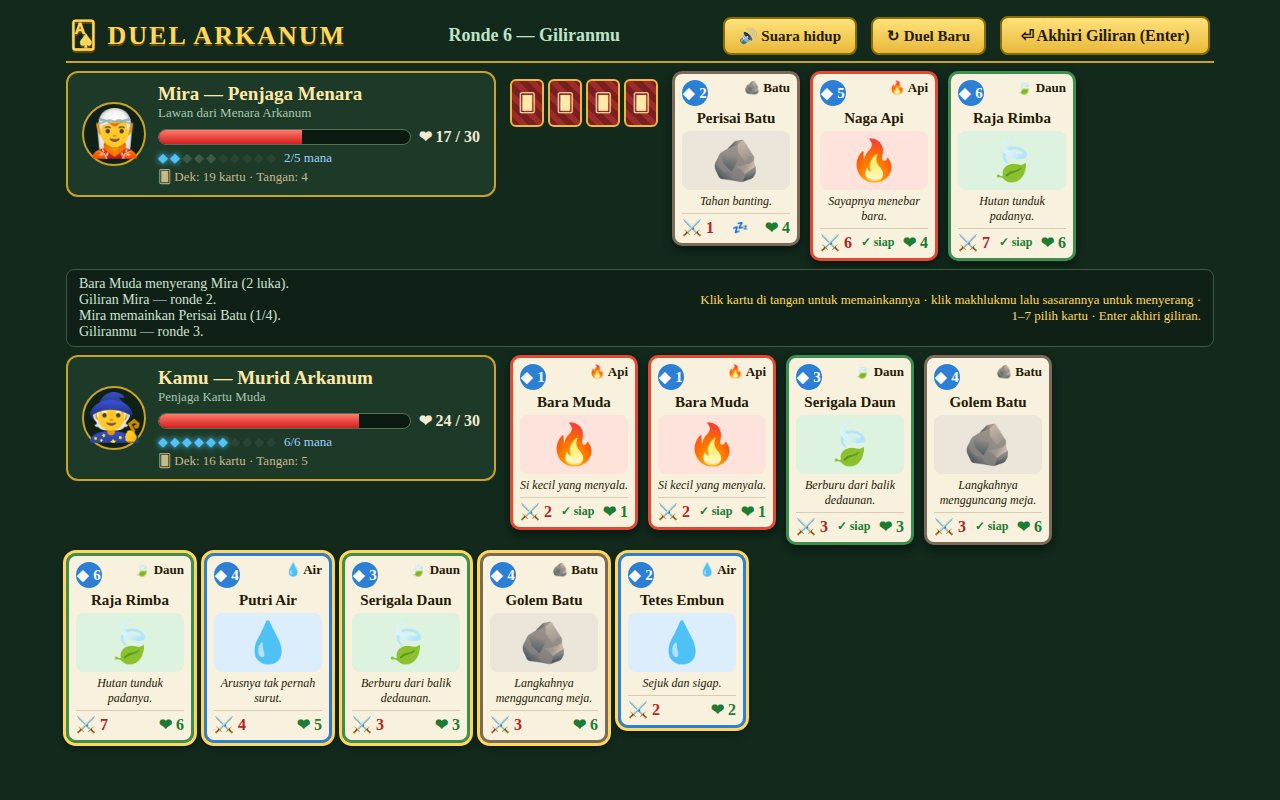 DUEL ARKANUM
Ronde 6 — Giliranmu
🔊 Suara hidup
↻ Duel Baru
⏎ Akhiri Giliran (Enter)
Mira — Penjaga Menara
Lawan dari Menara Arkanum
❤ 17 / 30
2/5 mana
Dek: 19 kartu · Tangan: 4
◆ 2
Batu
Perisai Batu
Tahan banting.
⚔️ 1
💤
❤ 4
◆ 5
Api
Naga Api
Sayapnya menebar
bara.
⚔️ 6
✓ siap
❤ 4
◆ 6
Daun
Raja Rimba
Hutan tunduk
padanya.
⚔️ 7
✓ siap
❤ 6
Bara Muda menyerang Mira (2 luka).
Giliran Mira — ronde 2.
Mira memainkan Perisai Batu (1/4).
Giliranmu — ronde 3.
Klik kartu di tangan untuk memainkannya · klik makhlukmu lalu sasarannya untuk menyerang ·
1–7 pilih kartu · Enter akhiri giliran.
Kamu — Murid Arkanum
Penjaga Kartu Muda
❤ 24 / 30
6/6 mana
Dek: 16 kartu · Tangan: 5
◆ 1
Api
Bara Muda
Si kecil yang menyala.
⚔️ 2
✓ siap
❤ 1
◆ 1
Api
Bara Muda
Si kecil yang menyala.
⚔️ 2
✓ siap
❤ 1
◆ 3
Daun
Serigala Daun
Berburu dari balik
dedaunan.
⚔️ 3
✓ siap
❤ 3
◆ 4
Batu
Golem Batu
Langkahnya
mengguncang meja.
⚔️ 3
✓ siap
❤ 6
◆ 6
Daun
Raja Rimba
Hutan tunduk
padanya.
⚔️ 7
❤ 6
◆ 4
Air
Putri Air
Arusnya tak pernah
surut.
⚔️ 4
❤ 5
◆ 3
Daun
Serigala Daun
Berburu dari balik
dedaunan.
⚔️ 3
❤ 3
◆ 4
Batu
Golem Batu
Langkahnya
mengguncang meja.
⚔️ 3
❤ 6
◆ 2
Air
Tetes Embun
Sejuk dan sigap.
⚔️ 2
❤ 2